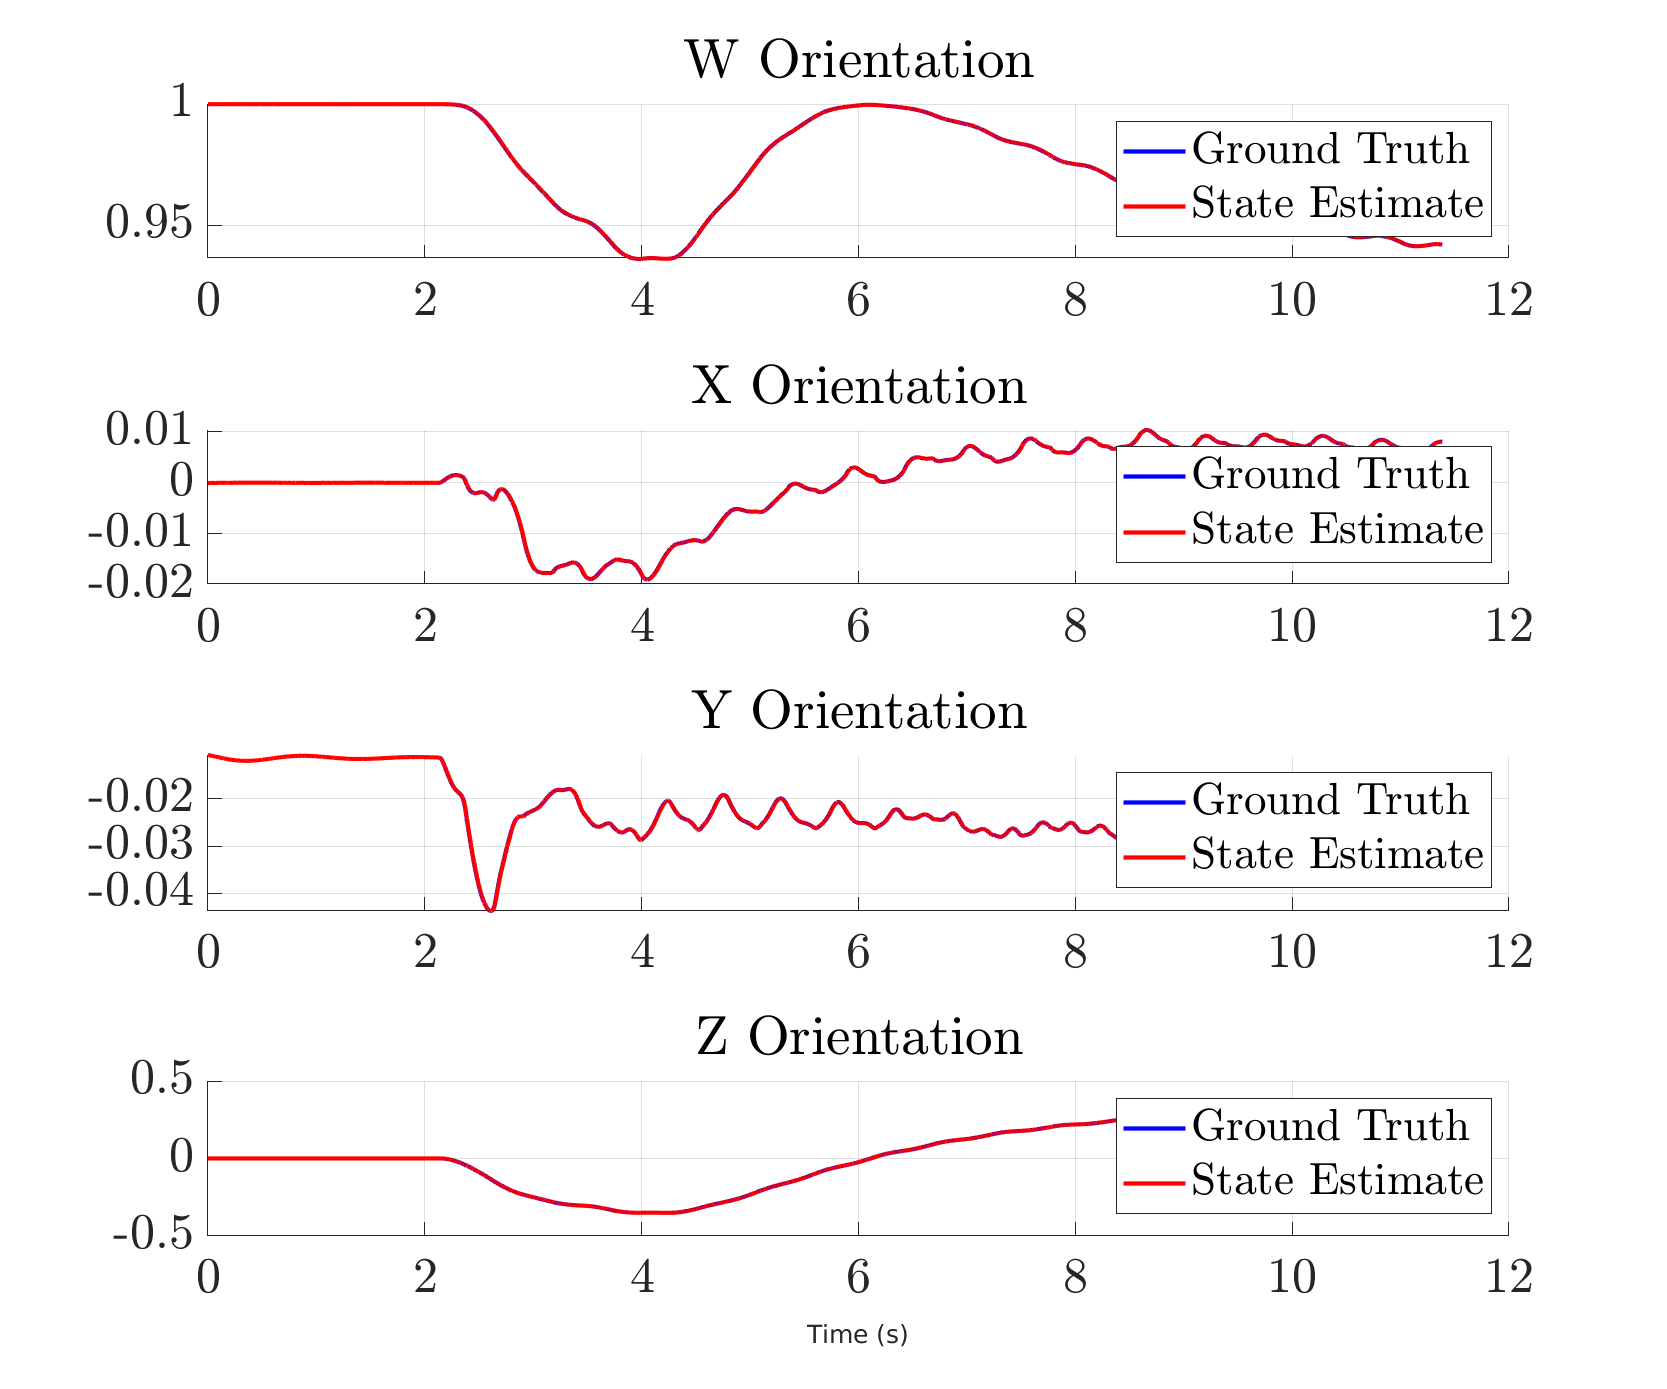 W Orientation
1
0.95
0 2 4 6 8 10 12
Ground Truth
State Estimate
X Orientation
0.01
0
-0.01
-0.02
0 2 4 6 8 10 12
Ground Truth
State Estimate
Y Orientation
-0.02
-0.03
-0.04
0 2 4 6 8 10 12
Ground Truth
State Estimate
Z Orientation
0.5
0
-0.5
0 2 4 6 8 10 12
Ground Truth
State Estimate
Time (s)